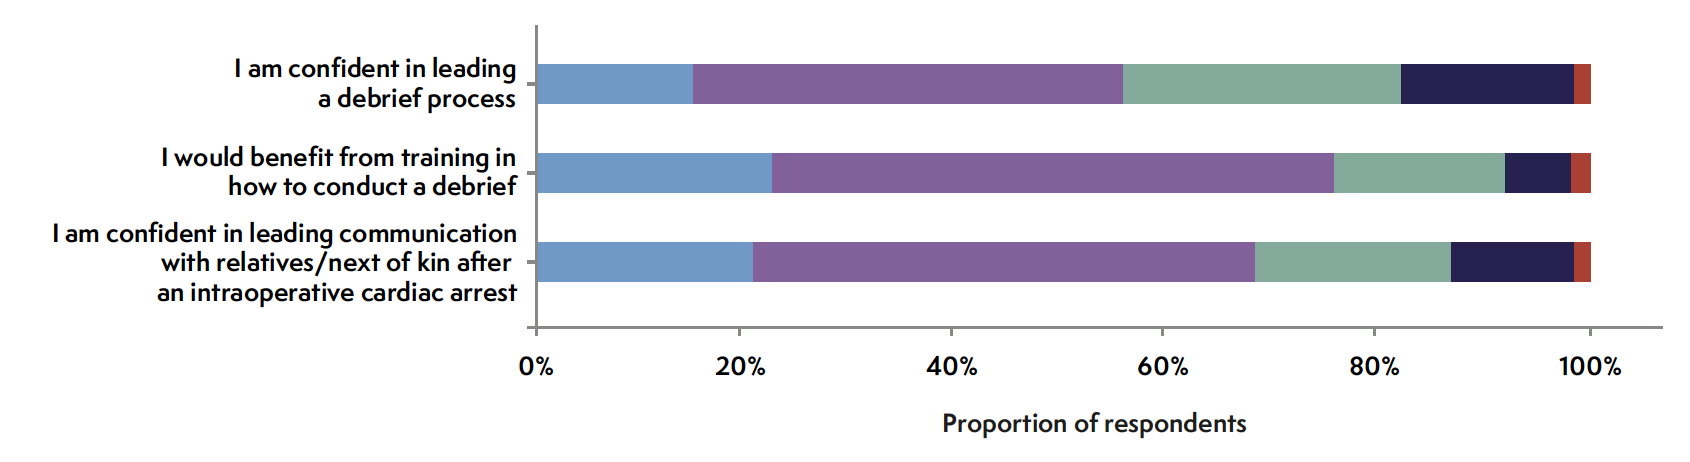 I am confident in leading
a debrief process
I would benefit from training in
how to conduct a debrief
I am confident in leading communication
with relatives/next of kin after
an intraoperative cardiac arrest
0%
20%
40%
60%
80%
100%
Proportion of respondents